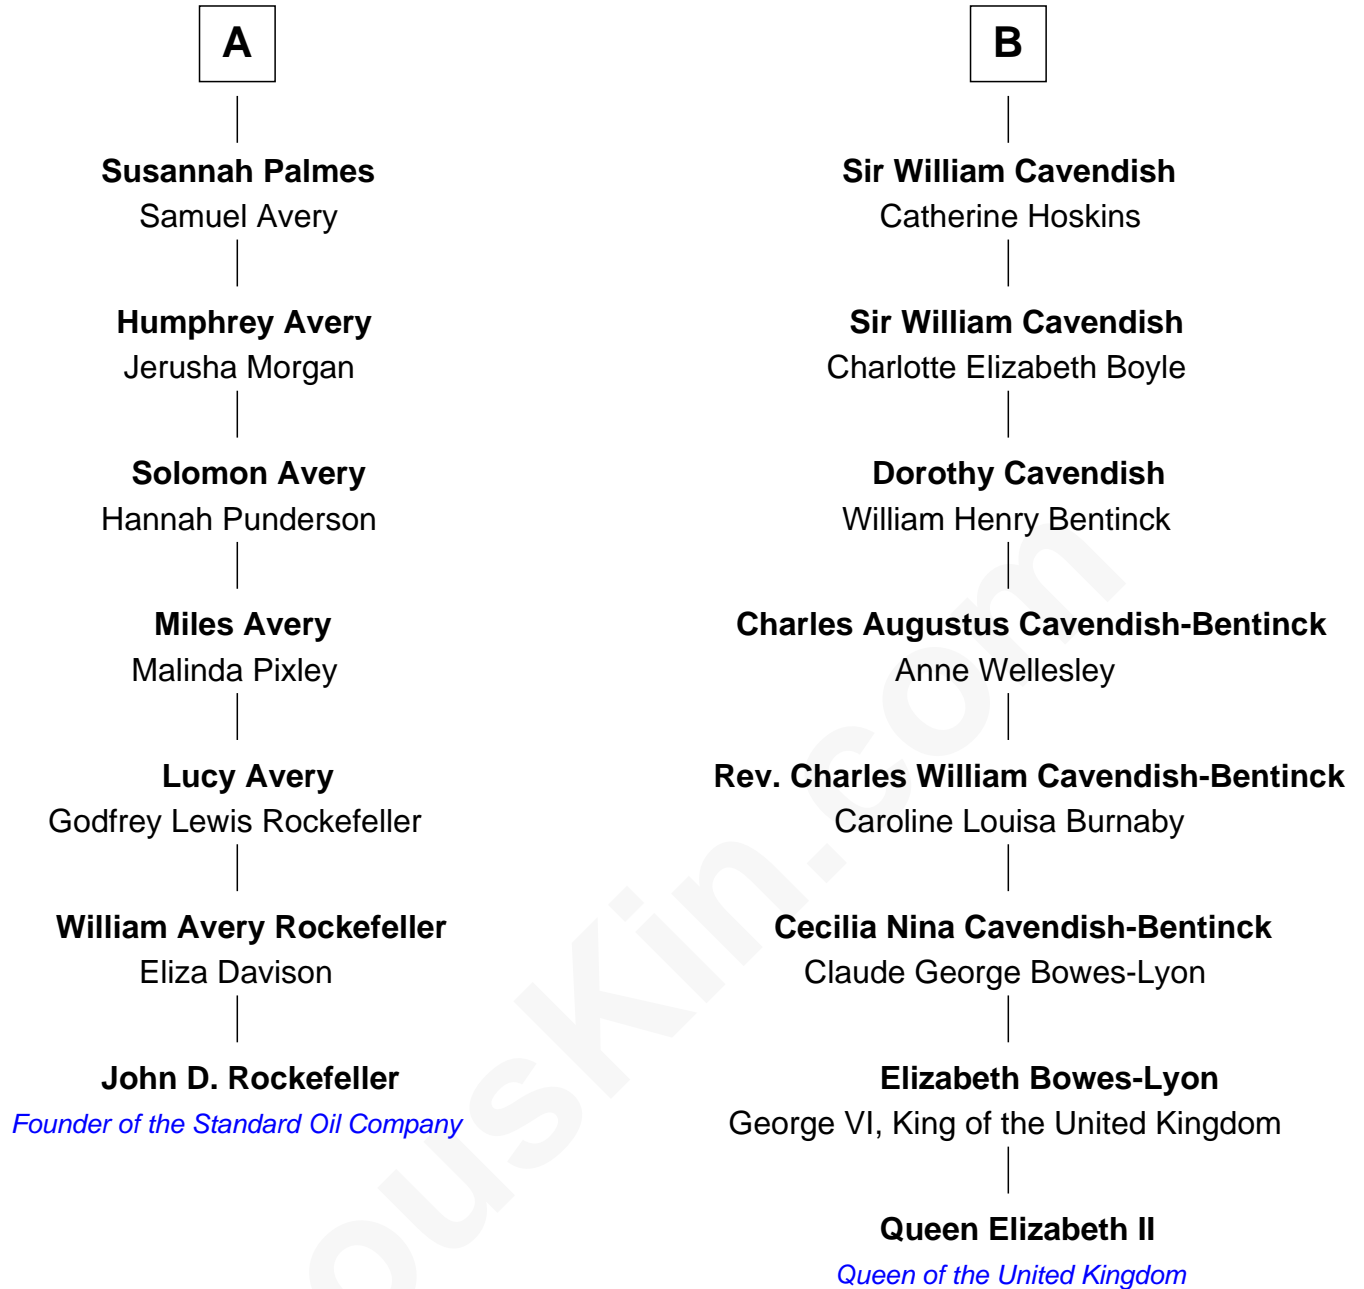 A
Susannah Palmes
Samuel Avery
Humphrey Avery
Jerusha Morgan
Solomon Avery
Hannah Punderson
Miles Avery
Malinda Pixley
Lucy Avery
Godfrey Lewis Rockefeller
William Avery Rockefeller
Eliza Davison
John D. Rockefeller
Founder of the Standard Oil Company
B
Sir William Cavendish
Catherine Hoskins
Sir William Cavendish
Charlotte Elizabeth Boyle
Dorothy Cavendish
William Henry Bentinck
Charles Augustus Cavendish-Bentinck
Anne Wellesley
Rev. Charles William Cavendish-Bentinck
Caroline Louisa Burnaby
Cecilia Nina Cavendish-Bentinck
Claude George Bowes-Lyon
Elizabeth Bowes-Lyon
George VI, King of the United Kingdom
Queen Elizabeth II
Queen of the United Kingdom
ousKin.com